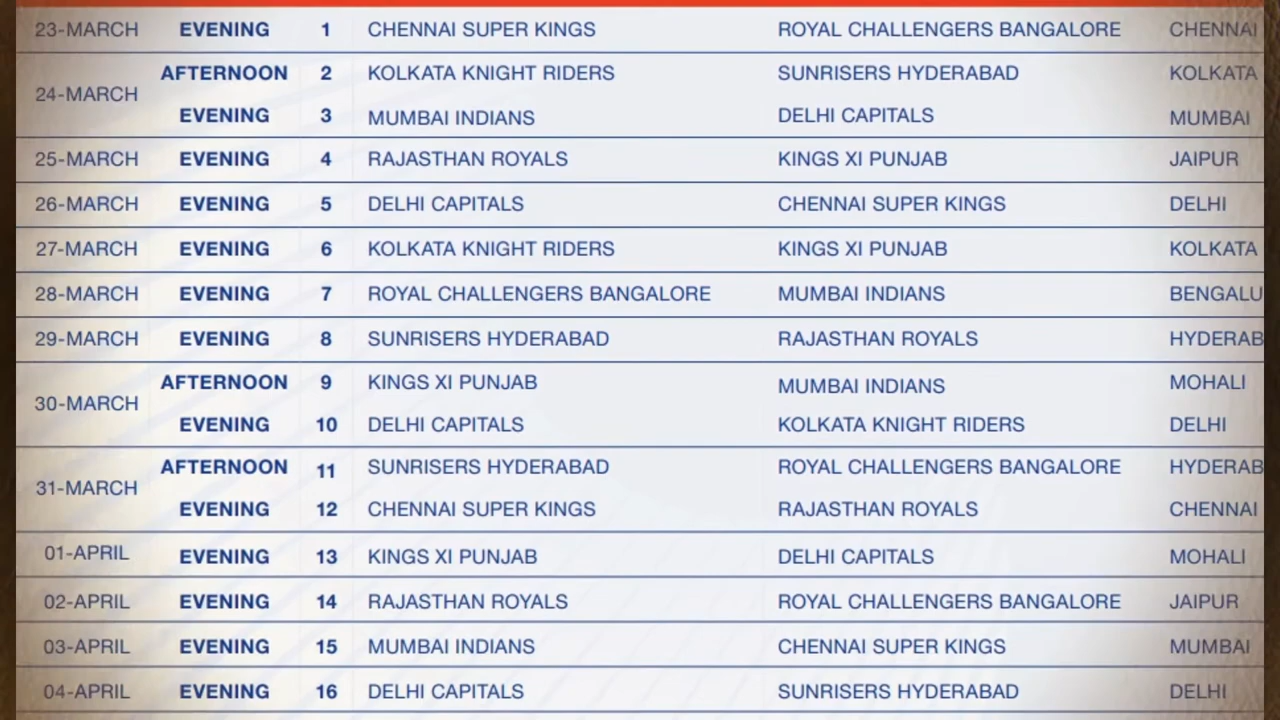 23-MARCH EVENING 1 CHENNAI SUPER KINGS ROYAL CHALLENGERS BANGALORE CHENNAI
24-MARCH AFTERNOON 2 KOLKATA KNIGHT RIDERS SUNRISERS HYDERABAD KOLKATA
EVENING 3 MUMBAI INDIANS DELHI CAPITALS MUMBAI
25-MARCH EVENING 4 RAJASTHAN ROYALS KINGS XI PUNJAB JAIPUR
26-MARCH EVENING 5 DELHI CAPITALS CHENNAI SUPER KINGS DELHI
27-MARCH EVENING 6 KOLKATA KNIGHT RIDERS KINGS XI PUNJAB KOLKATA
28-MARCH EVENING 7 ROYAL CHALLENGERS BANGALORE MUMBAI INDIANS BENGALU
29-MARCH EVENING 8 SUNRISERS HYDERABAD RAJASTHAN ROYALS HYDERAB
30-MARCH AFTERNOON 9 KINGS XI PUNJAB MUMBAI INDIANS MOHALI
EVENING 10 DELHI CAPITALS KOLKATA KNIGHT RIDERS DELHI
31-MARCH AFTERNOON 11 SUNRISERS HYDERABAD ROYAL CHALLENGERS BANGALORE HYDERAB
EVENING 12 CHENNAI SUPER KINGS RAJASTHAN ROYALS CHENNAI
01-APRIL EVENING 13 KINGS XI PUNJAB DELHI CAPITALS MOHALI
02-APRIL EVENING 14 RAJASTHAN ROYALS ROYAL CHALLENGERS BANGALORE JAIPUR
03-APRIL EVENING 15 MUMBAI INDIANS CHENNAI SUPER KINGS MUMBAI
04-APRIL EVENING 16 DELHI CAPITALS SUNRISERS HYDERABAD DELHI